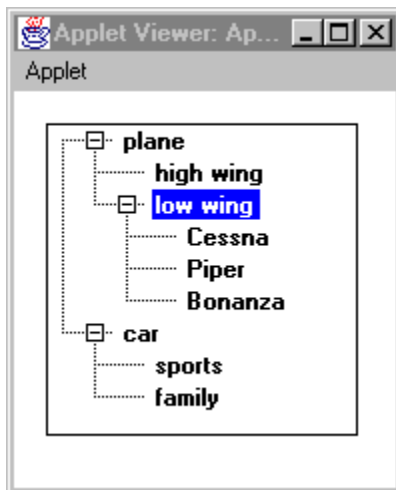 Applet Viewer: Ap...
Applet
plane
high wing
low wing
Cessna
Piper
Bonanza
car
sports
family